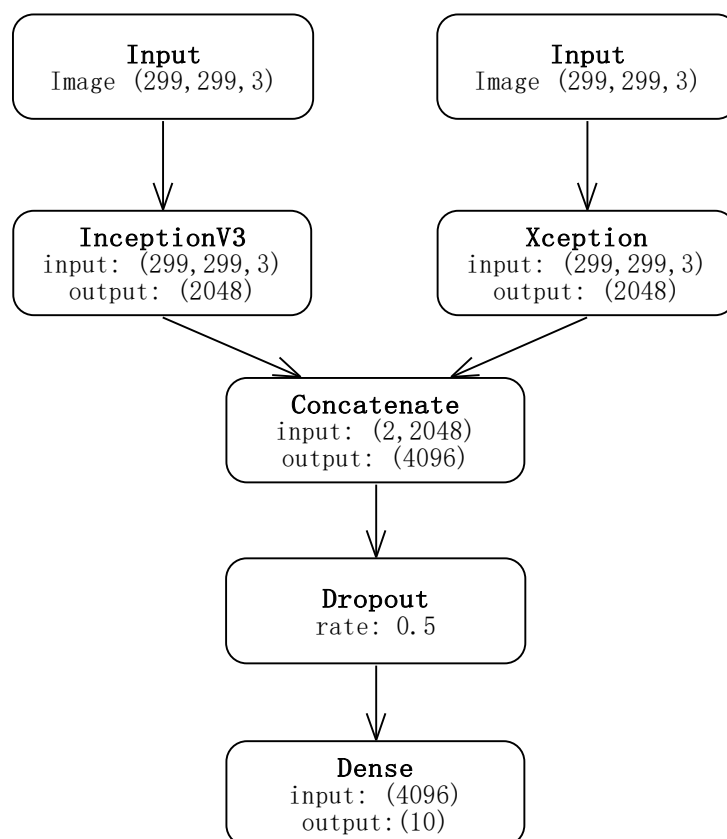 Input
Image (299,299,3)
Input
Image (299,299,3)
InceptionV3
input: (299,299,3)
output: (2048)
Xception
input: (299,299,3)
output: (2048)
Concatenate
input: (2,2048)
output: (4096)
Dropout
rate: 0.5
Dense
input: (4096)
output:(10)